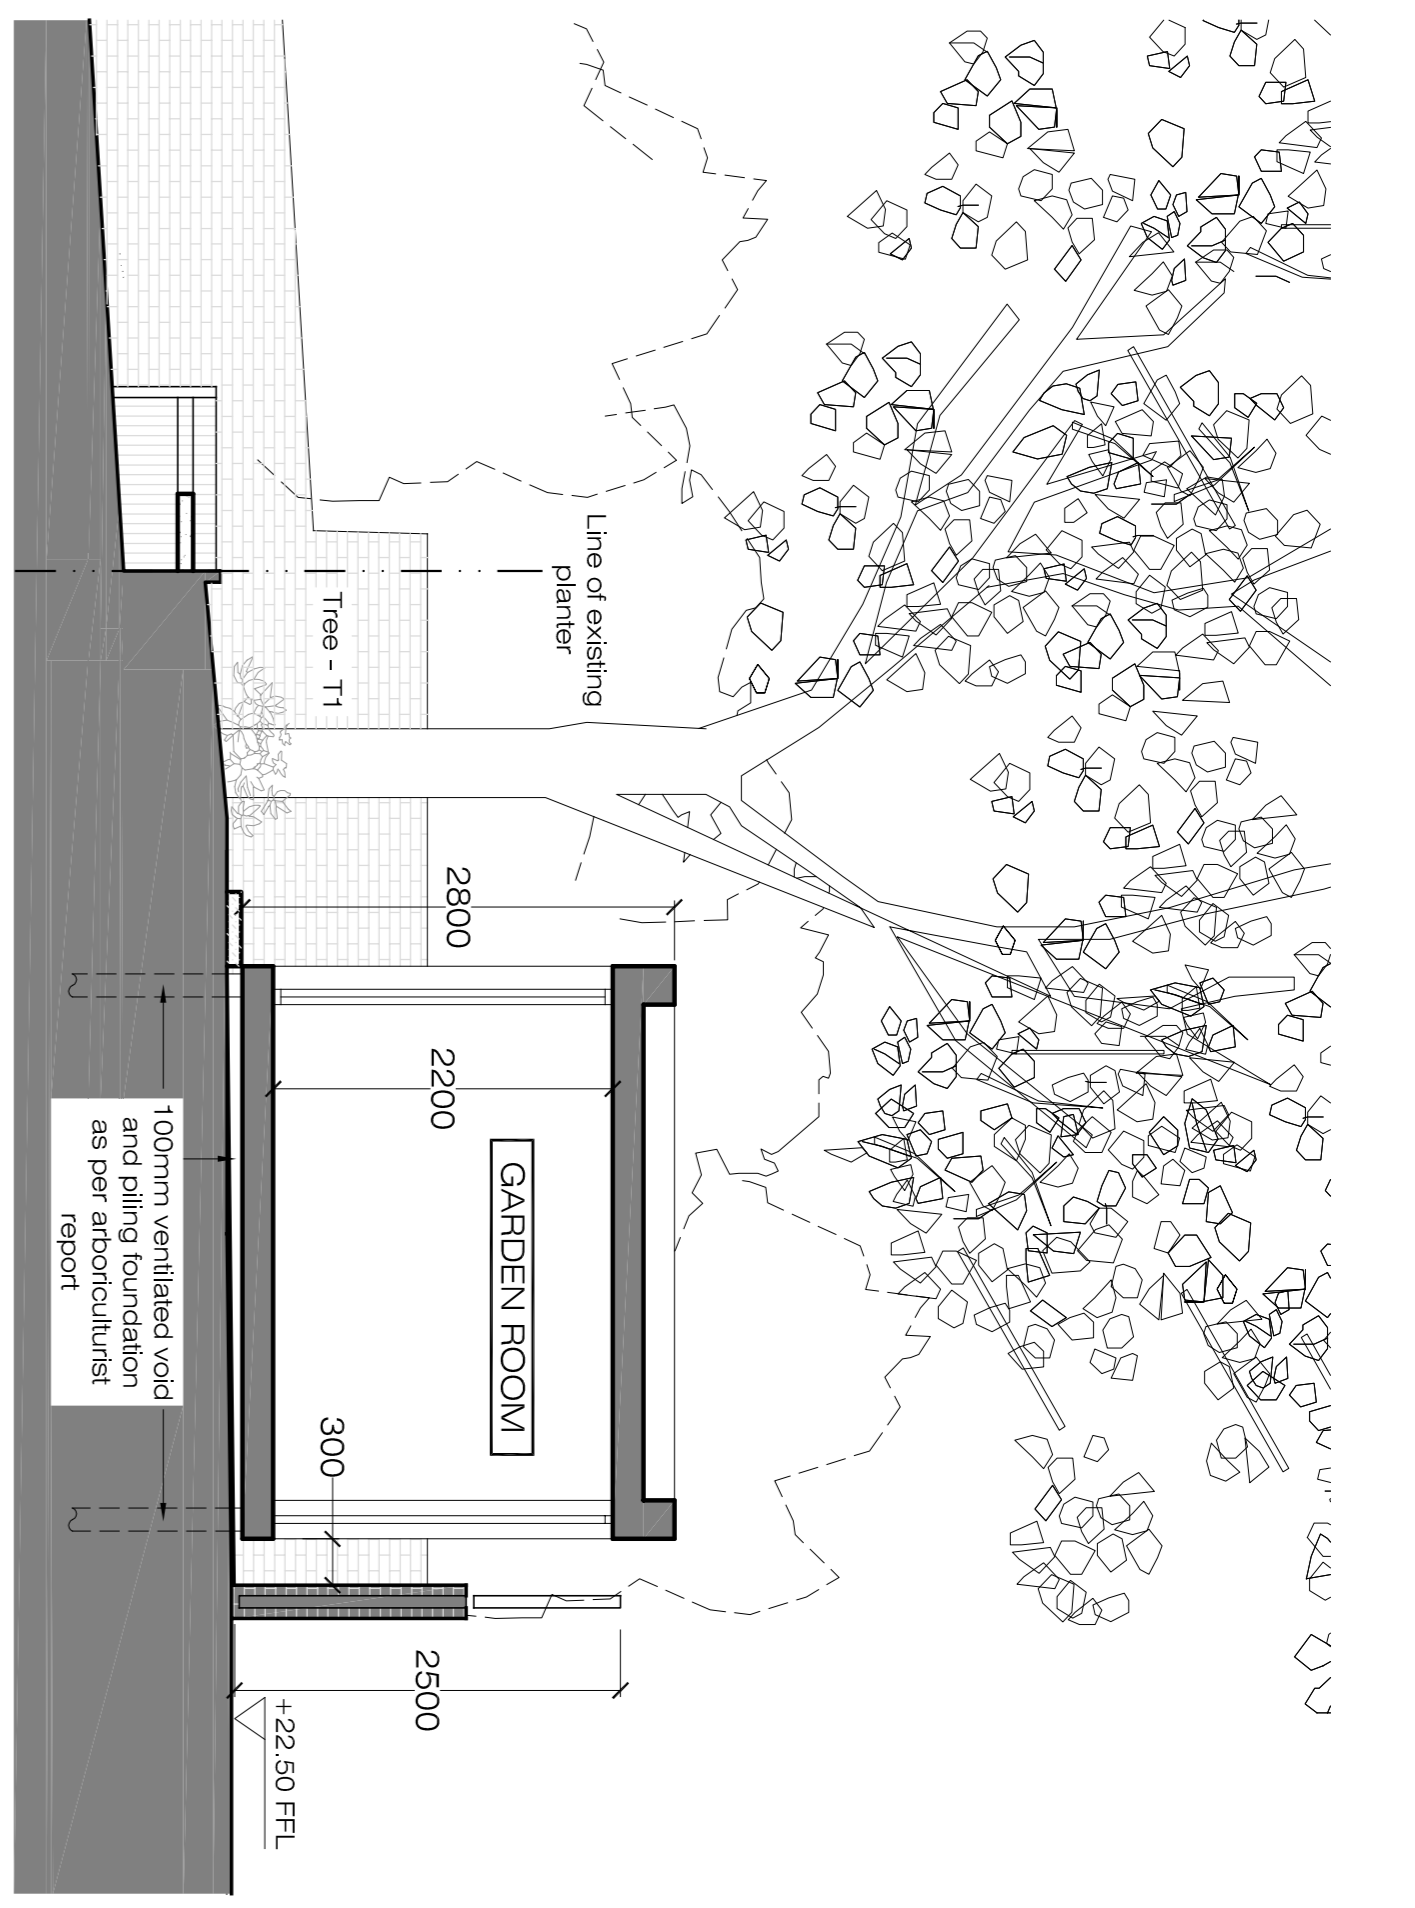 Line of existing
planter
Tree - T1
2800
2200
GARDEN ROOM
300
2500
+22.50 FFL
100mm ventilated void
and piling foundation
as per arboriculturist
report